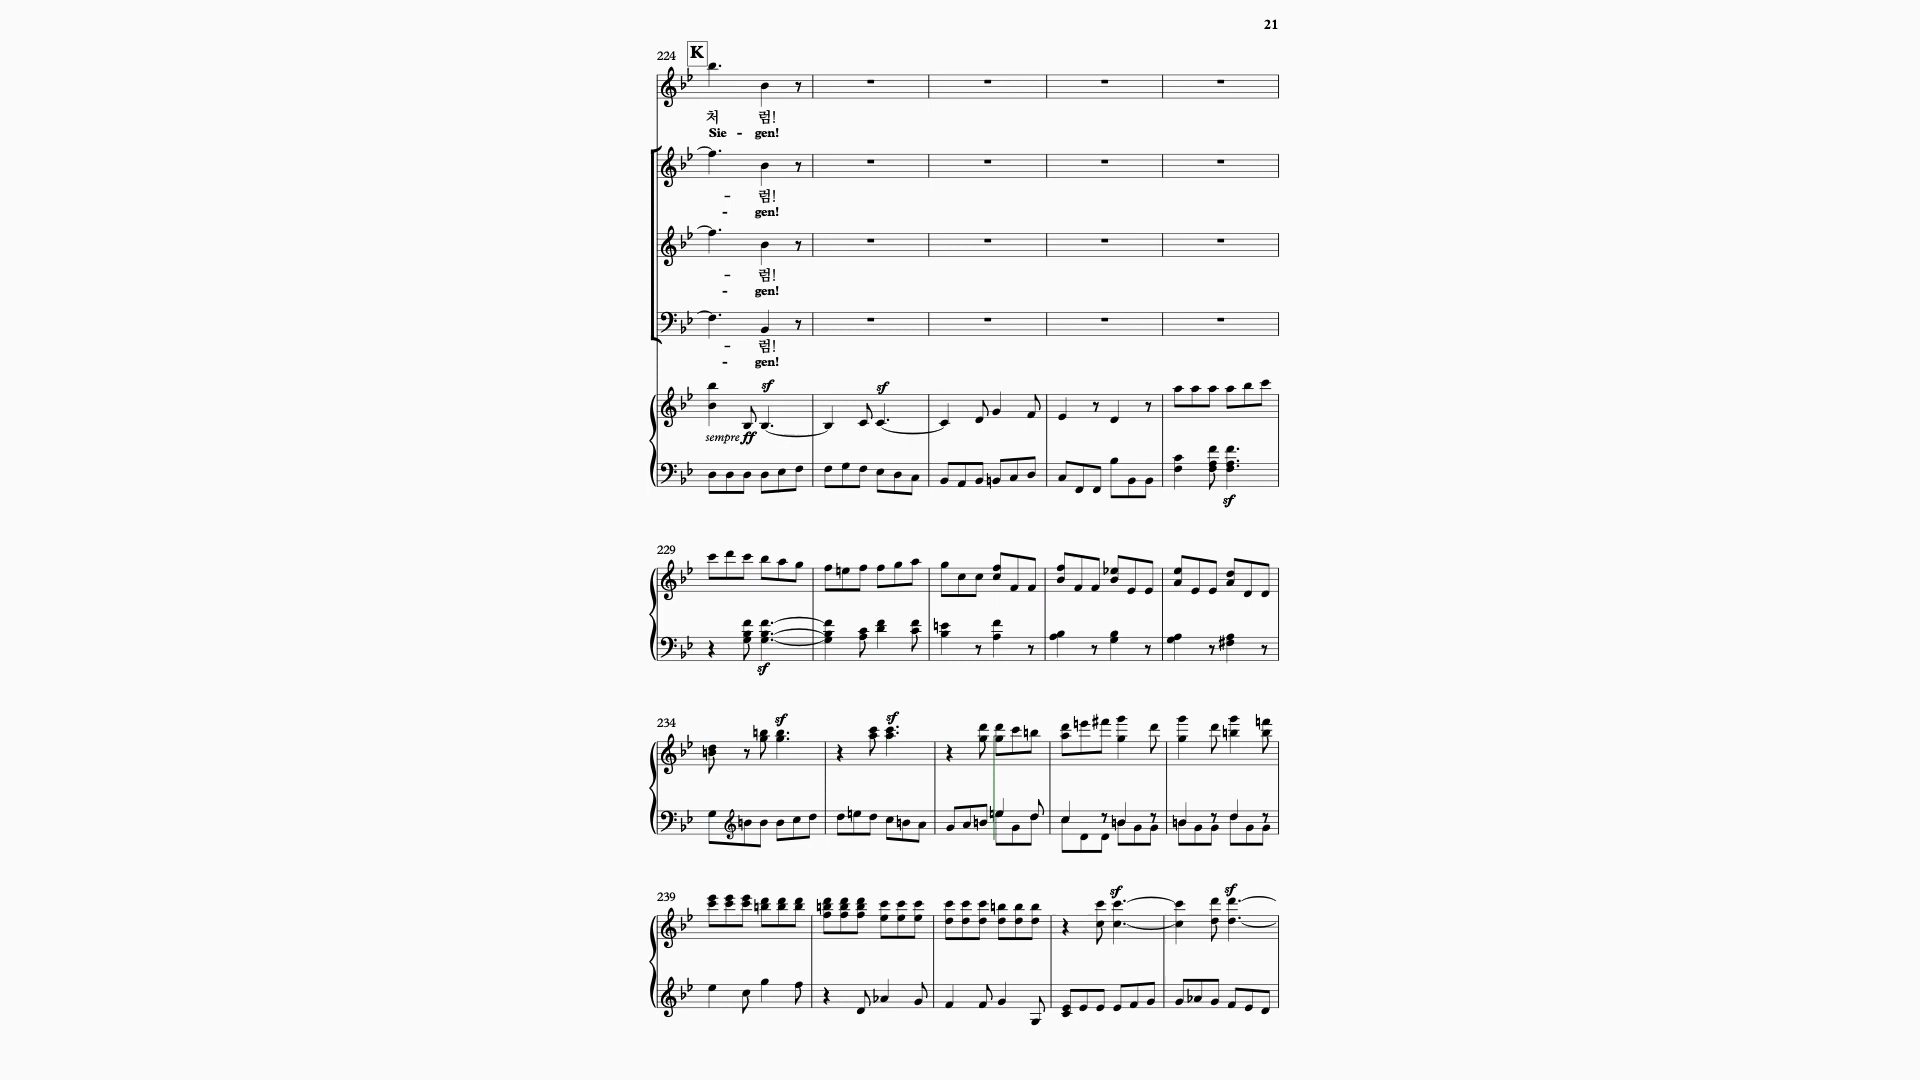 21
224 K
처 럼!
Sie - gen!
- 럼!
- gen!
- 럼!
- gen!
- 럼!
- gen!
sf sf
sempre ff
sf
229
sf
234 sf sf
239 sf sf